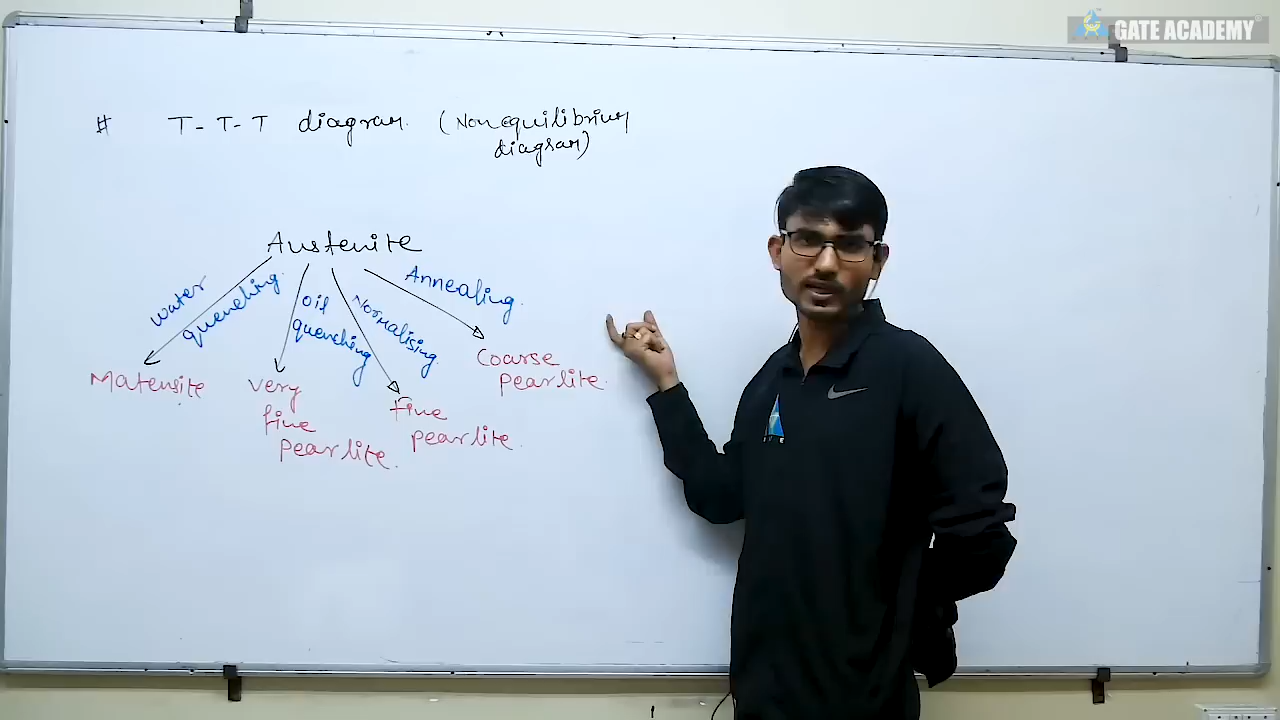 GATE ACADEMY
# T-T-T diagram. (Nonequilibrium
diagram)
Austenite
water
quenching.
oil
quenching
Normalising.
Annealing.
Matensite
very
fine
pearlite.
fine
pearlite.
Coarse
pearlite.